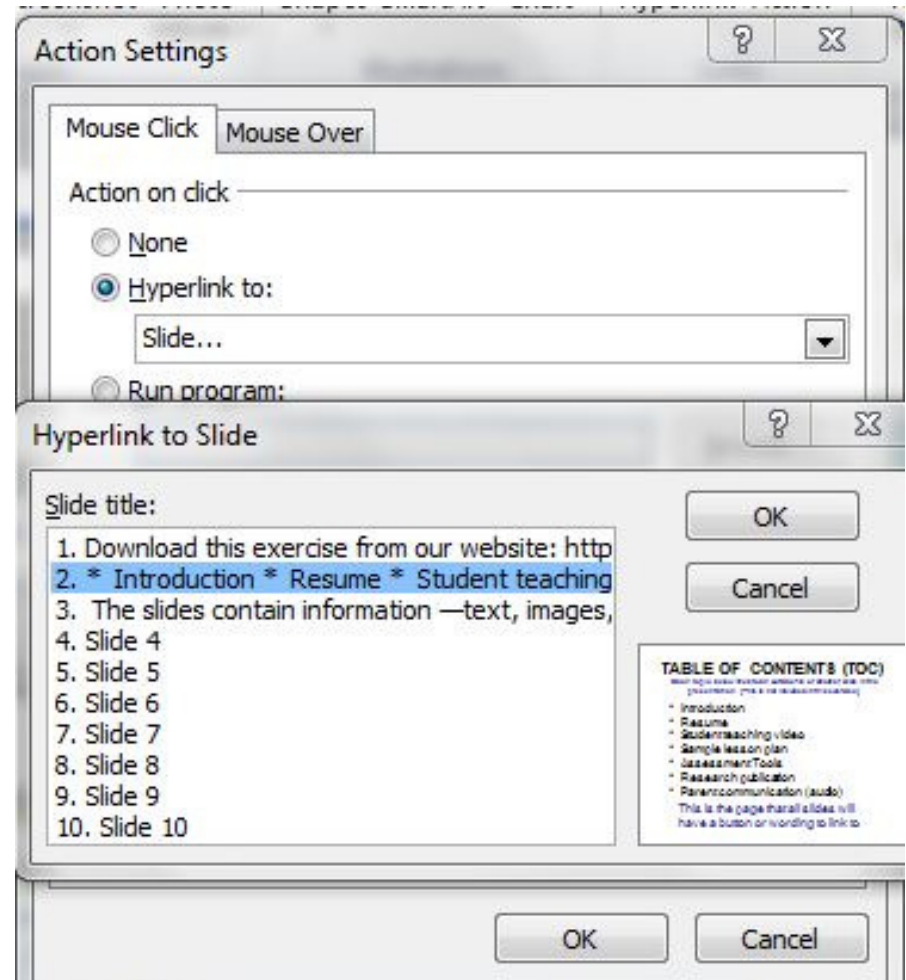 Action Settings
Mouse Click Mouse Over
Action on click
None
Hyperlink to:
Slide...
Run program:
Hyperlink to Slide
Slide title:
1. Download this exercise from our website: http
2. * Introduction * Resume * Student teaching
3. The slides contain information —text, images,
4. Slide 4
5. Slide 5
6. Slide 6
7. Slide 7
8. Slide 8
9. Slide 9
10. Slide 10
OK
Cancel
TABLE OF CONTENTS (TOC)
* Introduction
* Resume
* Student teaching video
* Sample lesson plan
* Assessment Tools
* Research publication
* Parent communication (audio)
This is the page that all slides will
have a button or wording to link to
OK Cancel